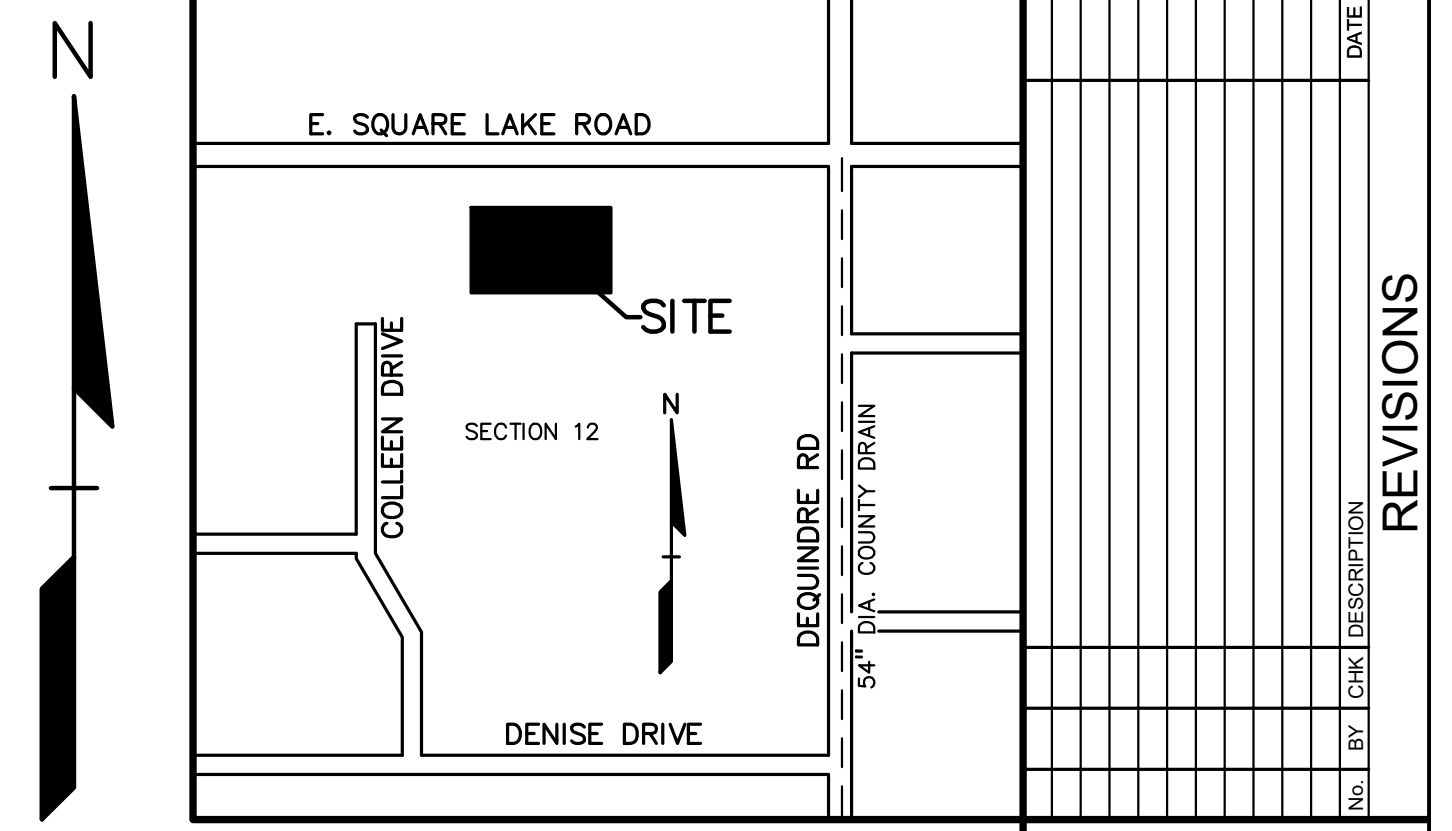 N
E. SQUARE LAKE ROAD
SITE
COLLEEN DRIVE
SECTION 12
N
DEQUINDRE RD
54" DIA. COUNTY DRAIN
DENISE DRIVE
No. BY CHK DESCRIPTION DATE
REVISIONS